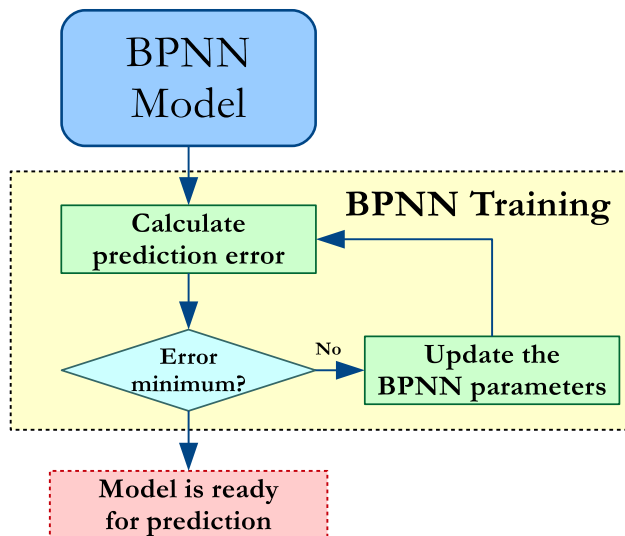 BPNN
Model
BPNN Training
Calculate
prediction error
Error
minimum?
No
Update the
BPNN parameters
Model is ready
for prediction